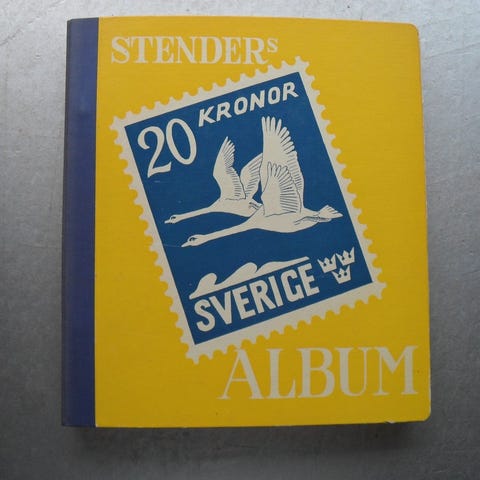 STENDERS
20 KRONOR
SVERIGE
ALBUM